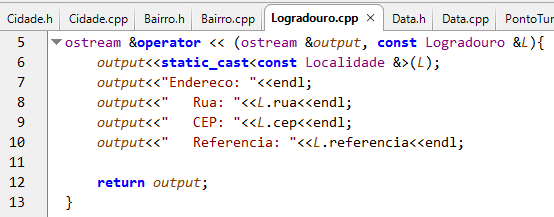 Cidade.h Cidade.cpp Bairro.h Bairro.cpp Logradouro.cpp Data.h Data.cpp
5 ostream &operator << (ostream &output, const Logradouro &L){
6 output<<static_cast<const Localidade &>(L);
7 output<<"Endereco: "<<endl;
8 output<<"   Rua: "<<L.rua<<endl;
9 output<<"   CEP: "<<L.cep<<endl;
10 output<<"   Referencia: "<<L.referencia<<endl;
11
12 return output;
13 }